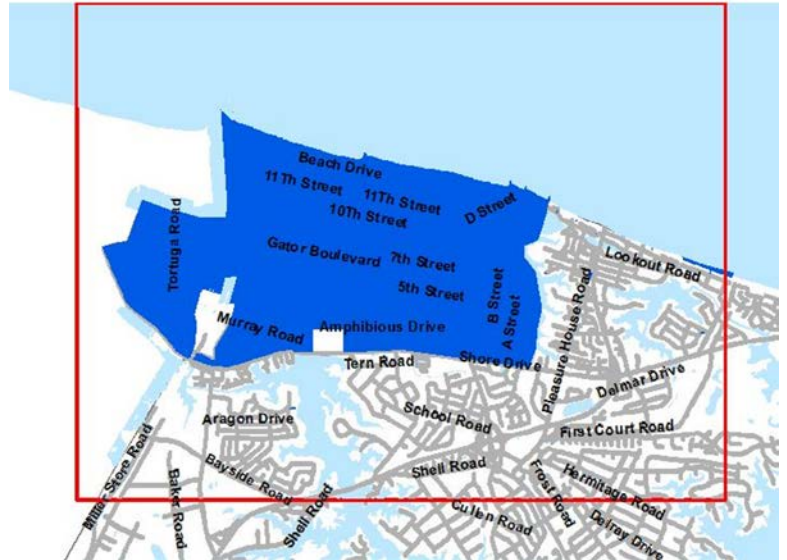 Beach Drive
11Th Street
11Th Street
10Th Street
D Street
Tortuga Road
Gator Boulevard
7th Street
Lookout Road
5th Street
B Street
A Street
Pleasure House Road
Murray Road
Amphibious Drive
Tern Road
Shore Drive
Delmar Drive
Aragon Drive
School Road
First Court Road
Miller Store Road
Baker Road
Bayside Road
Shell Road
Shell Road
Frost Road
Hermitage Road
Cullen Road
Delray Drive